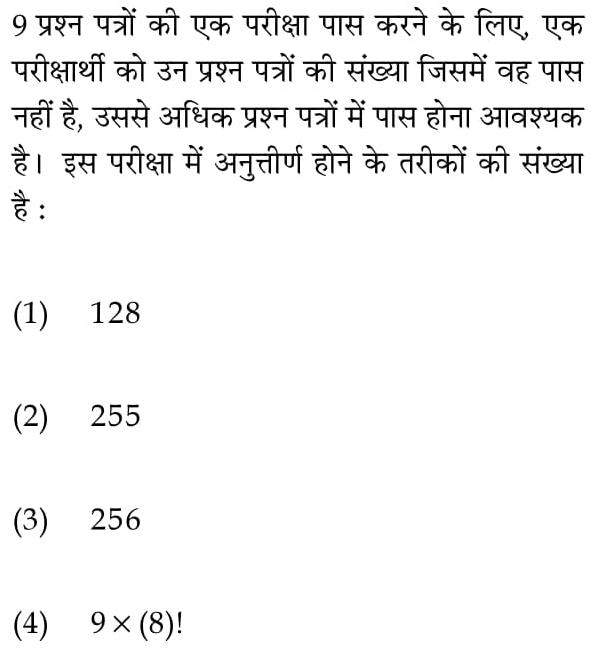 9 प्रश्न पत्रों की एक परीक्षा पास करने के लिए, एक
परीक्षार्थी को उन प्रश्न पत्रों की संख्या जिसमें वह पास
नहीं है, उससे अधिक प्रश्न पत्रों में पास होना आवश्यक
है। इस परीक्षा में अनुत्तीर्ण होने के तरीकों की संख्या
है :
(1) 128
(2) 255
(3) 256
(4) 9×(8)!